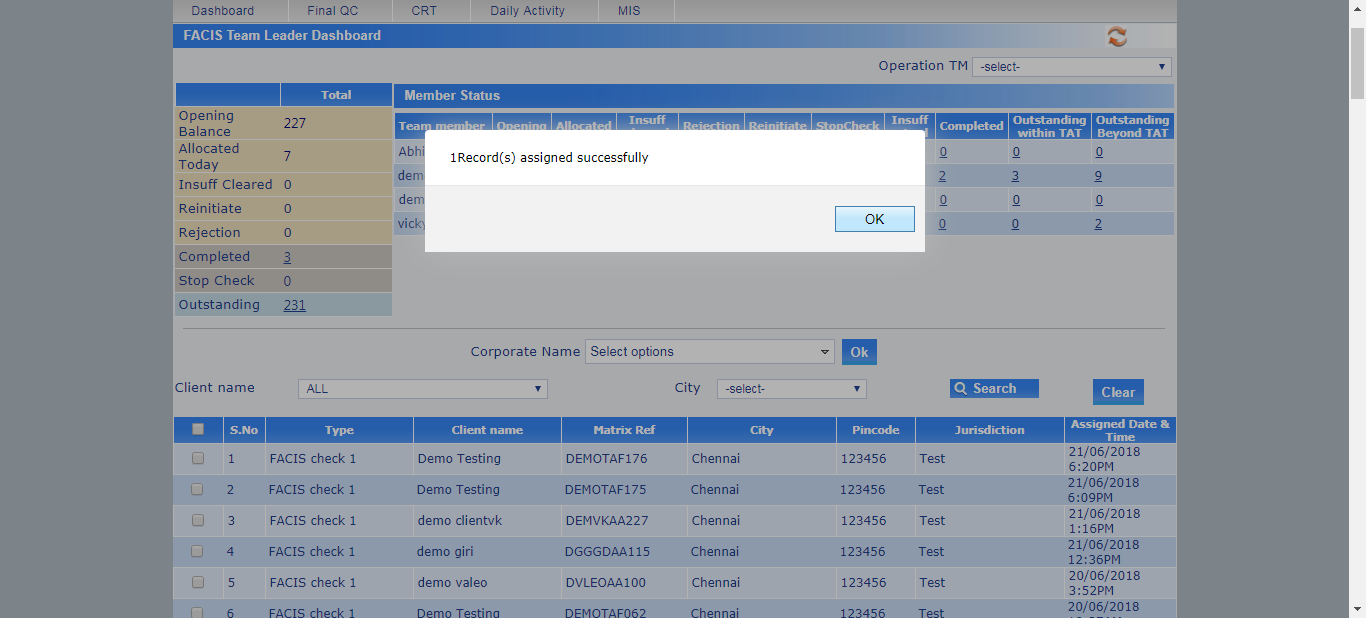 Dashboard Final QC CRT Daily Activity MIS
FACIS Team Leader Dashboard
Operation TM -select-
Total
Opening Balance 227
Allocated Today 7
Insuff Cleared 0
Reinitiate 0
Rejection 0
Completed 3
Stop Check 0
Outstanding 231
Member Status
Team member Opening Allocated Insuff Rejection Reinitiate StopCheck Insuff Completed Outstanding within TAT Outstanding Beyond TAT
Abhi 0 0 0
dem 2 3 9
dem 0 0 0
vicky 0 0 2
1Record(s) assigned successfully
OK
Corporate Name Select options Ok
Client name ALL City -select- Search Clear
S.No Type Client name Matrix Ref City Pincode Jurisdiction Assigned Date & Time
1 FACIS check 1 Demo Testing DEMOTAF176 Chennai 123456 Test 21/06/2018 6:20PM
2 FACIS check 1 Demo Testing DEMOTAF175 Chennai 123456 Test 21/06/2018 6:09PM
3 FACIS check 1 demo clientvk DEMVKAA227 Chennai 123456 Test 21/06/2018 1:16PM
4 FACIS check 1 demo giri DGGGDAA115 Chennai 123456 Test 21/06/2018 12:36PM
5 FACIS check 1 demo valeo DVLEOAA100 Chennai 123456 Test 20/06/2018 3:52PM
6 FACIS check 1 Demo Testing DEMOTAF062 Chennai 123456 Test 20/06/2018